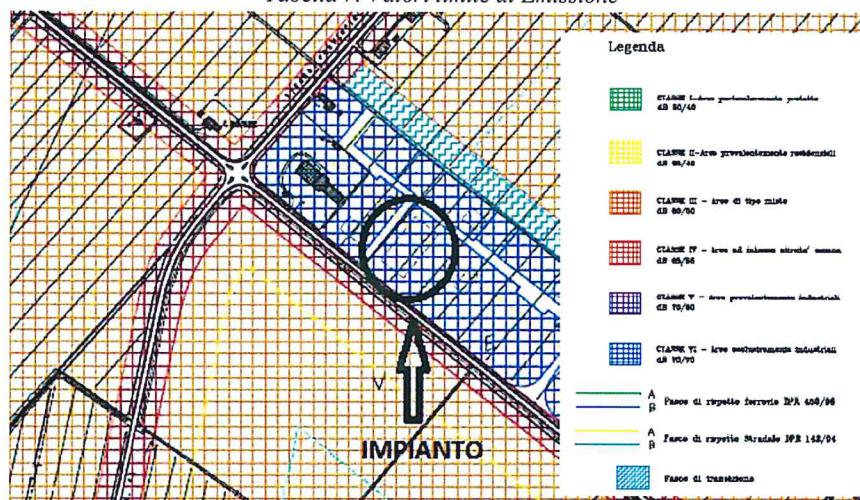 Tabella 7: Valori limite di Emissione
Legenda
CLASSE I-Aree particolarmente protette
dB 50/40
CLASSE II-Aree prevalentemente residenziali
CLASSE III - Aree di tipo misto
dB 60/50
CLASSE IV - Aree ad intensa attivita' umana
dB 65/55
CLASSE V - Aree prevalentemente industriali
dB 70/60
CLASSE VI - Aree esclusivamente industriali
dB 70/70
A
B
Fasce di rispetto ferrovie DPR 459/98
A
B
Fasce di rispetto Stradale DPR 142/04
Fasce di transizione
V
E
IMPIANTO